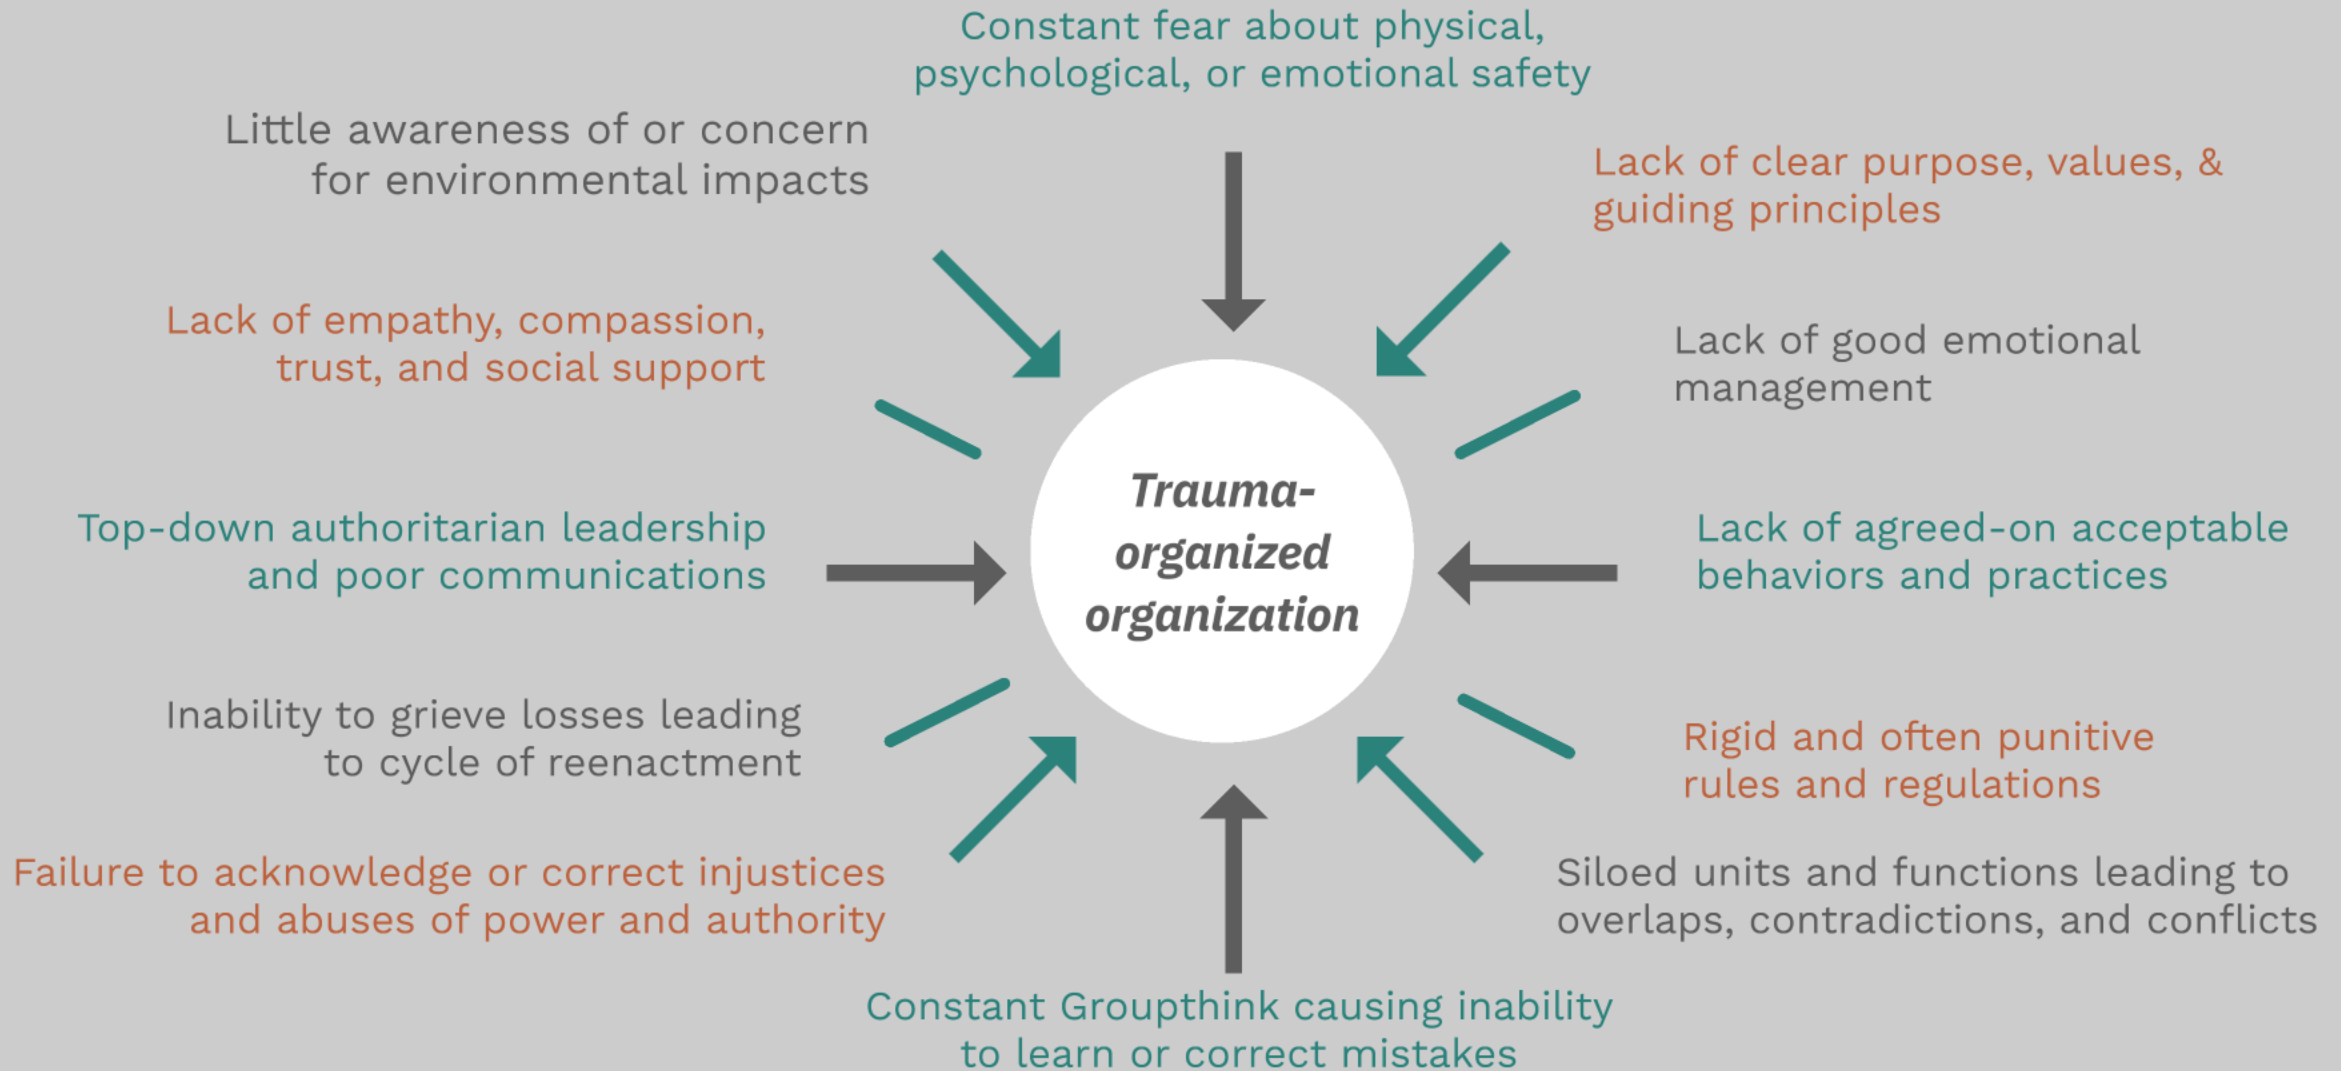 Constant fear about physical,
psychological, or emotional safety
Lack of clear purpose, values, &
guiding principles
Lack of good emotional
management
Lack of agreed-on acceptable
behaviors and practices
Rigid and often punitive
rules and regulations
Siloed units and functions leading to
overlaps, contradictions, and conflicts
Constant Groupthink causing inability
to learn or correct mistakes
Failure to acknowledge or correct injustices
and abuses of power and authority
Inability to grieve losses leading
to cycle of reenactment
Top-down authoritarian leadership
and poor communications
Lack of empathy, compassion,
trust, and social support
Little awareness of or concern
for environmental impacts
Trauma-
organized
organization